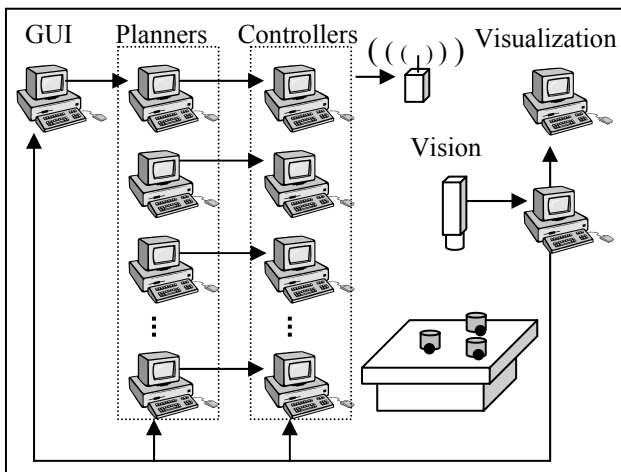 GUI
Planners
Controllers
Visualization
Vision